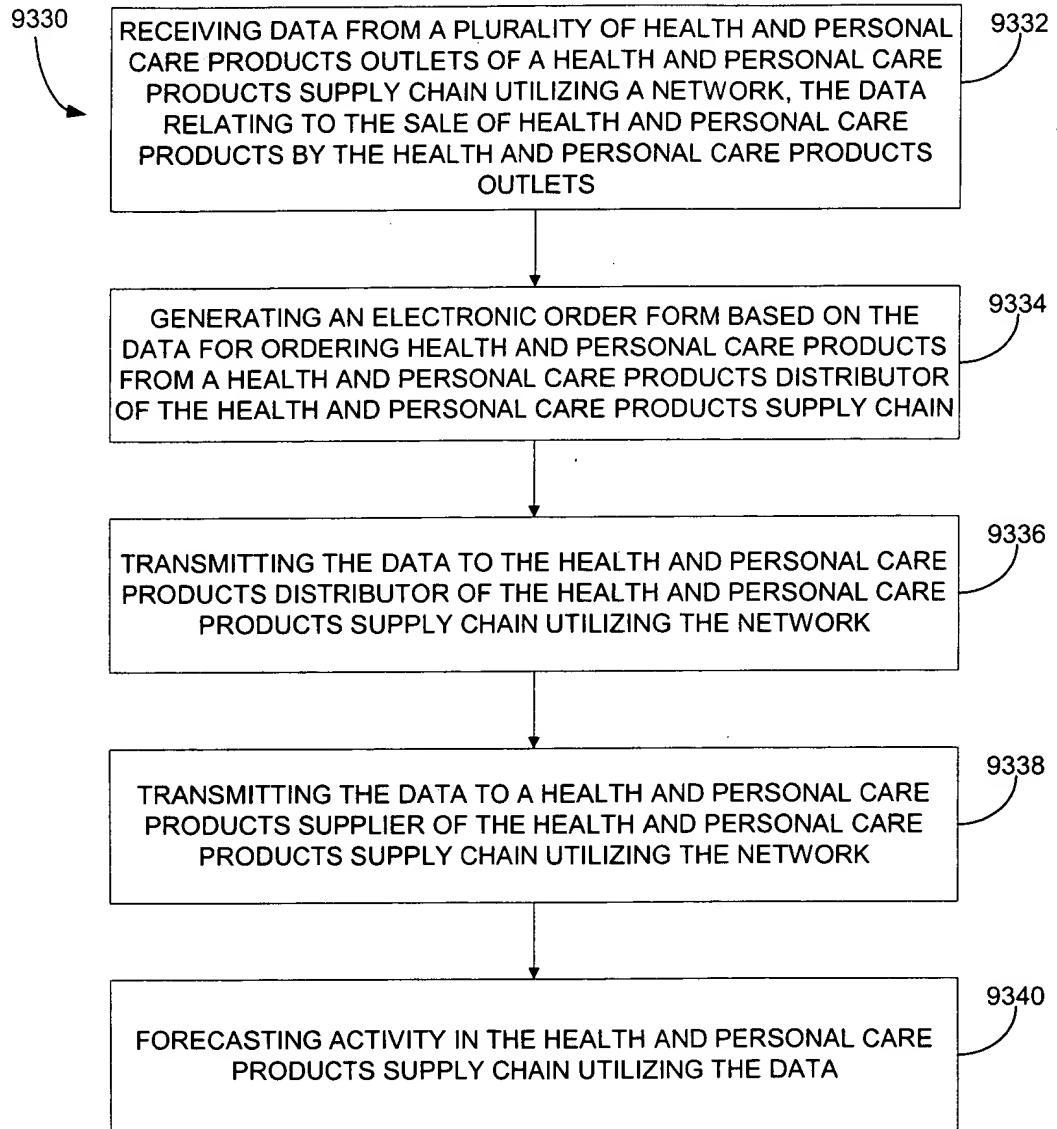 9330
RECEIVING DATA FROM A PLURALITY OF HEALTH AND PERSONAL
CARE PRODUCTS OUTLETS OF A HEALTH AND PERSONAL CARE
PRODUCTS SUPPLY CHAIN UTILIZING A NETWORK, THE DATA
RELATING TO THE SALE OF HEALTH AND PERSONAL CARE
PRODUCTS BY THE HEALTH AND PERSONAL CARE PRODUCTS
OUTLETS
9332
GENERATING AN ELECTRONIC ORDER FORM BASED ON THE
DATA FOR ORDERING HEALTH AND PERSONAL CARE PRODUCTS
FROM A HEALTH AND PERSONAL CARE PRODUCTS DISTRIBUTOR
OF THE HEALTH AND PERSONAL CARE PRODUCTS SUPPLY CHAIN
9334
TRANSMITTING THE DATA TO THE HEALTH AND PERSONAL CARE
PRODUCTS DISTRIBUTOR OF THE HEALTH AND PERSONAL CARE
PRODUCTS SUPPLY CHAIN UTILIZING THE NETWORK
9336
TRANSMITTING THE DATA TO A HEALTH AND PERSONAL CARE
PRODUCTS SUPPLIER OF THE HEALTH AND PERSONAL CARE
PRODUCTS SUPPLY CHAIN UTILIZING THE NETWORK
9338
FORECASTING ACTIVITY IN THE HEALTH AND PERSONAL CARE
PRODUCTS SUPPLY CHAIN UTILIZING THE DATA
9340